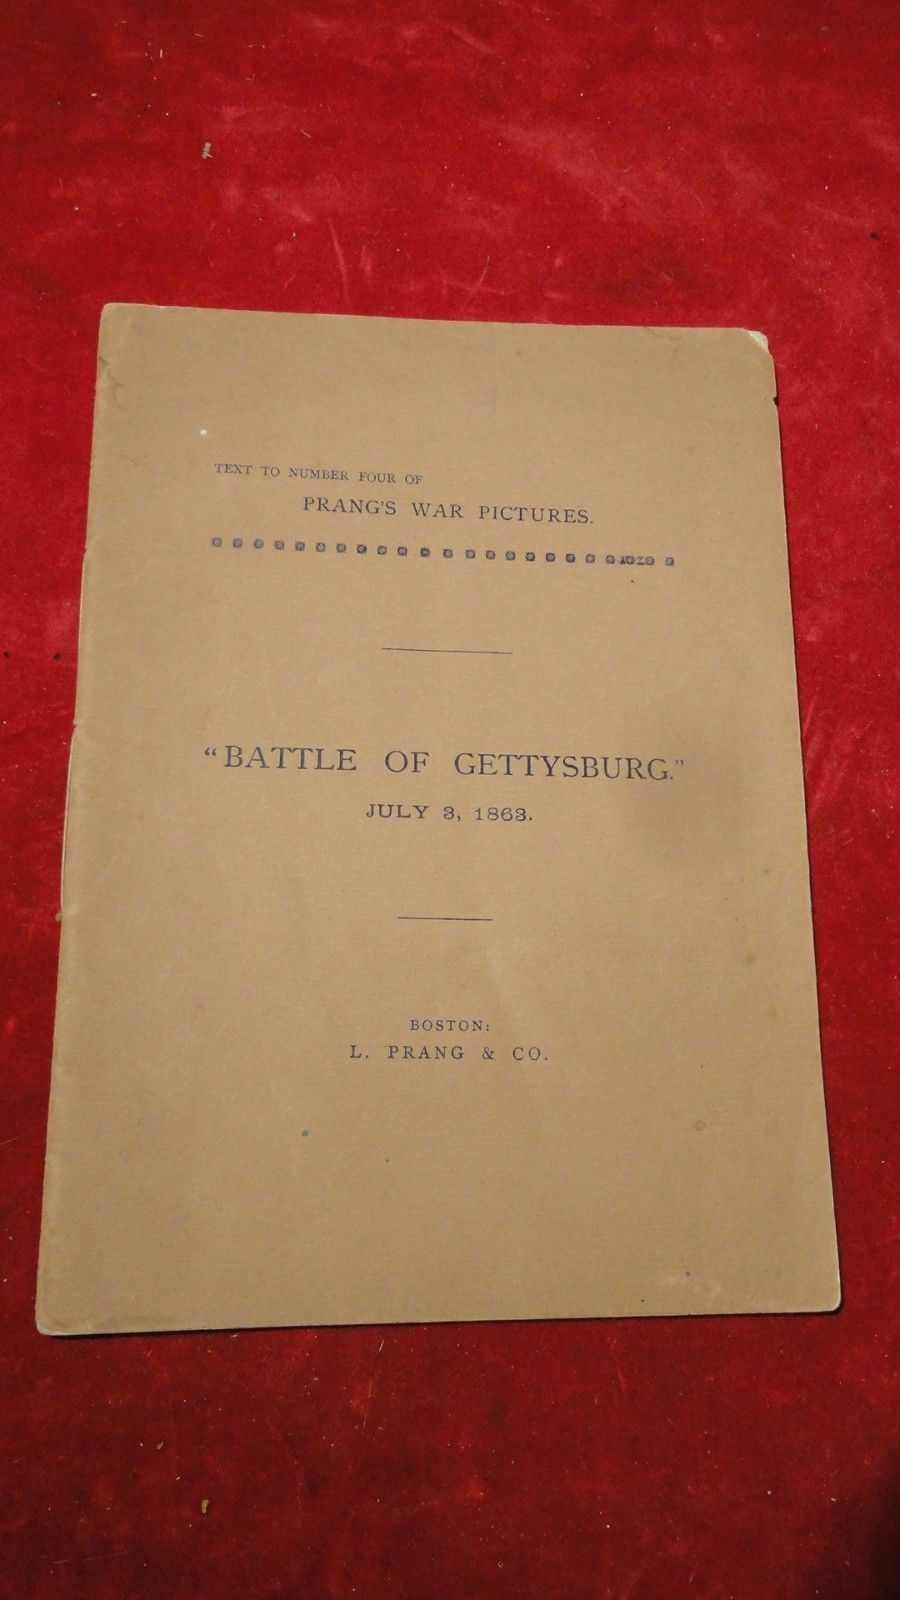 TEXT TO NUMBER FOUR OF
PRANG'S WAR PICTURES.
"BATTLE OF GETTYSBURG."
JULY 3, 1863.
BOSTON:
L. PRANG & CO.